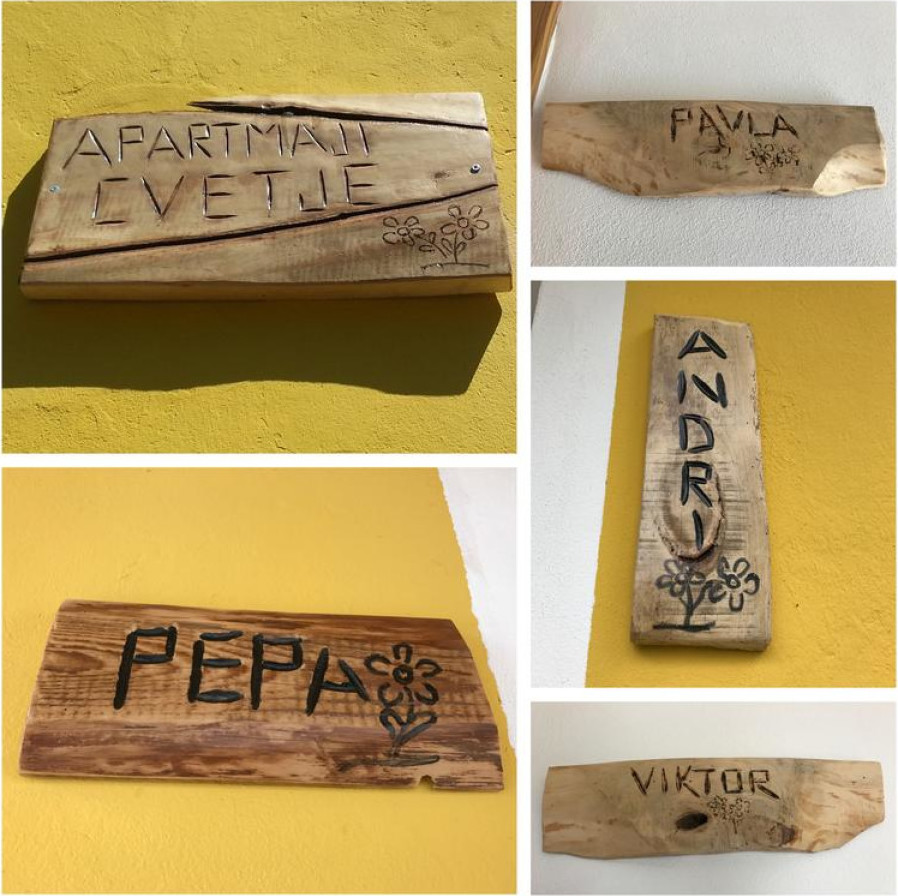 APARTMAJI
CVETJE
PAVLA
ANDRI
PEPA
VIKTOR